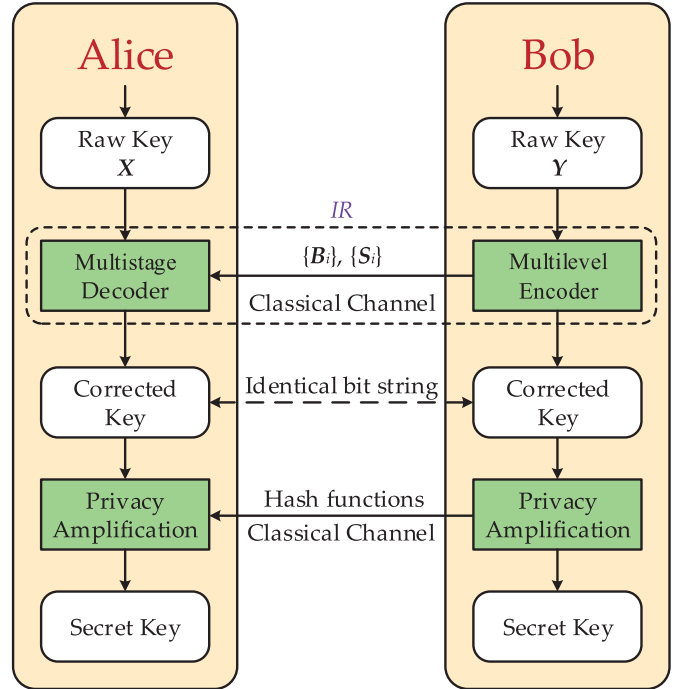 Alice
Bob
Raw Key
X
Raw Key
Y
IR
Multistage
Decoder
{Bi}, {Si}
Classical Channel
Multilevel
Encoder
Corrected
Key
Identical bit string
Corrected
Key
Privacy
Amplification
Hash functions
Classical Channel
Privacy
Amplification
Secret Key
Secret Key